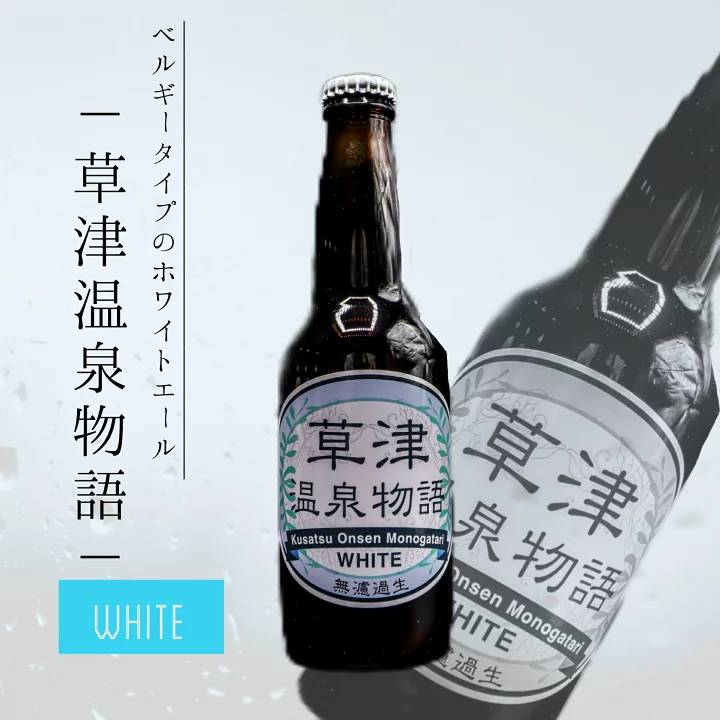 ベルギータイプのホワイトエール
草津温泉物語
WHITE
草津
温泉物語
Kusatsu Onsen Monogatari
WHITE
無濾過生
草津
泉物語
Onsen Monogatari
WHITE
濾過生